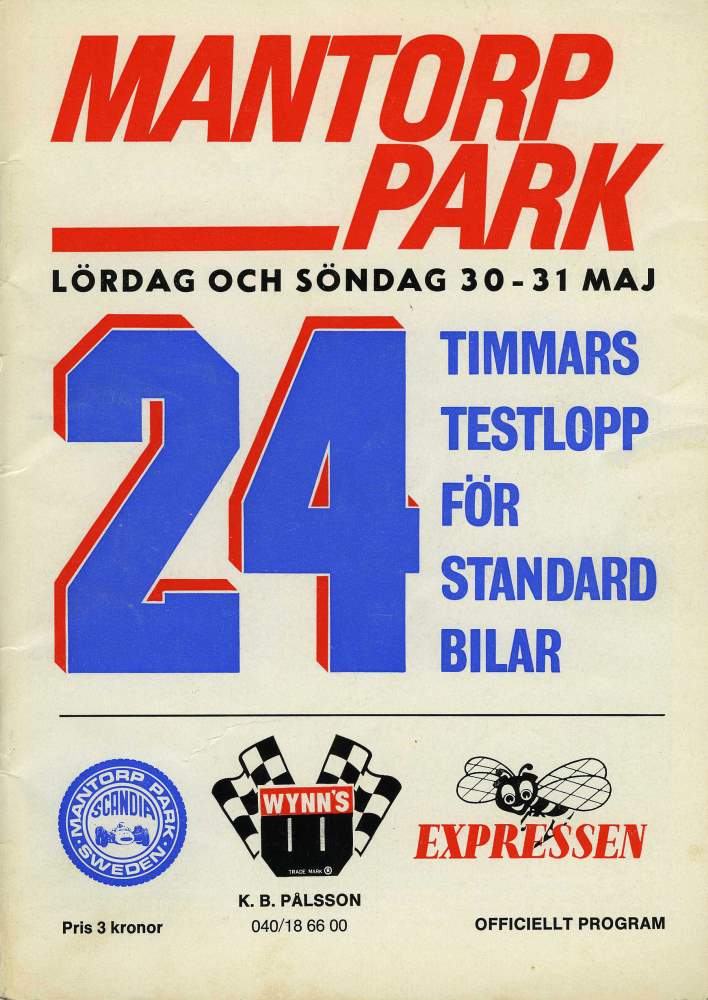 MANTORP
PARK
LÖRDAG OCH SÖNDAG 30-31 MAJ
24
TIMMARS
TESTLOPP
FÖR
STANDARD
BILAR
MANTORP PARK · SWEDEN ·
SCANDIA
WYNN'S
TRADE MARK ®
K. B. PÅLSSON
040/18 66 00
EXPRESSEN
Pris 3 kronor
OFFICIELLT PROGRAM